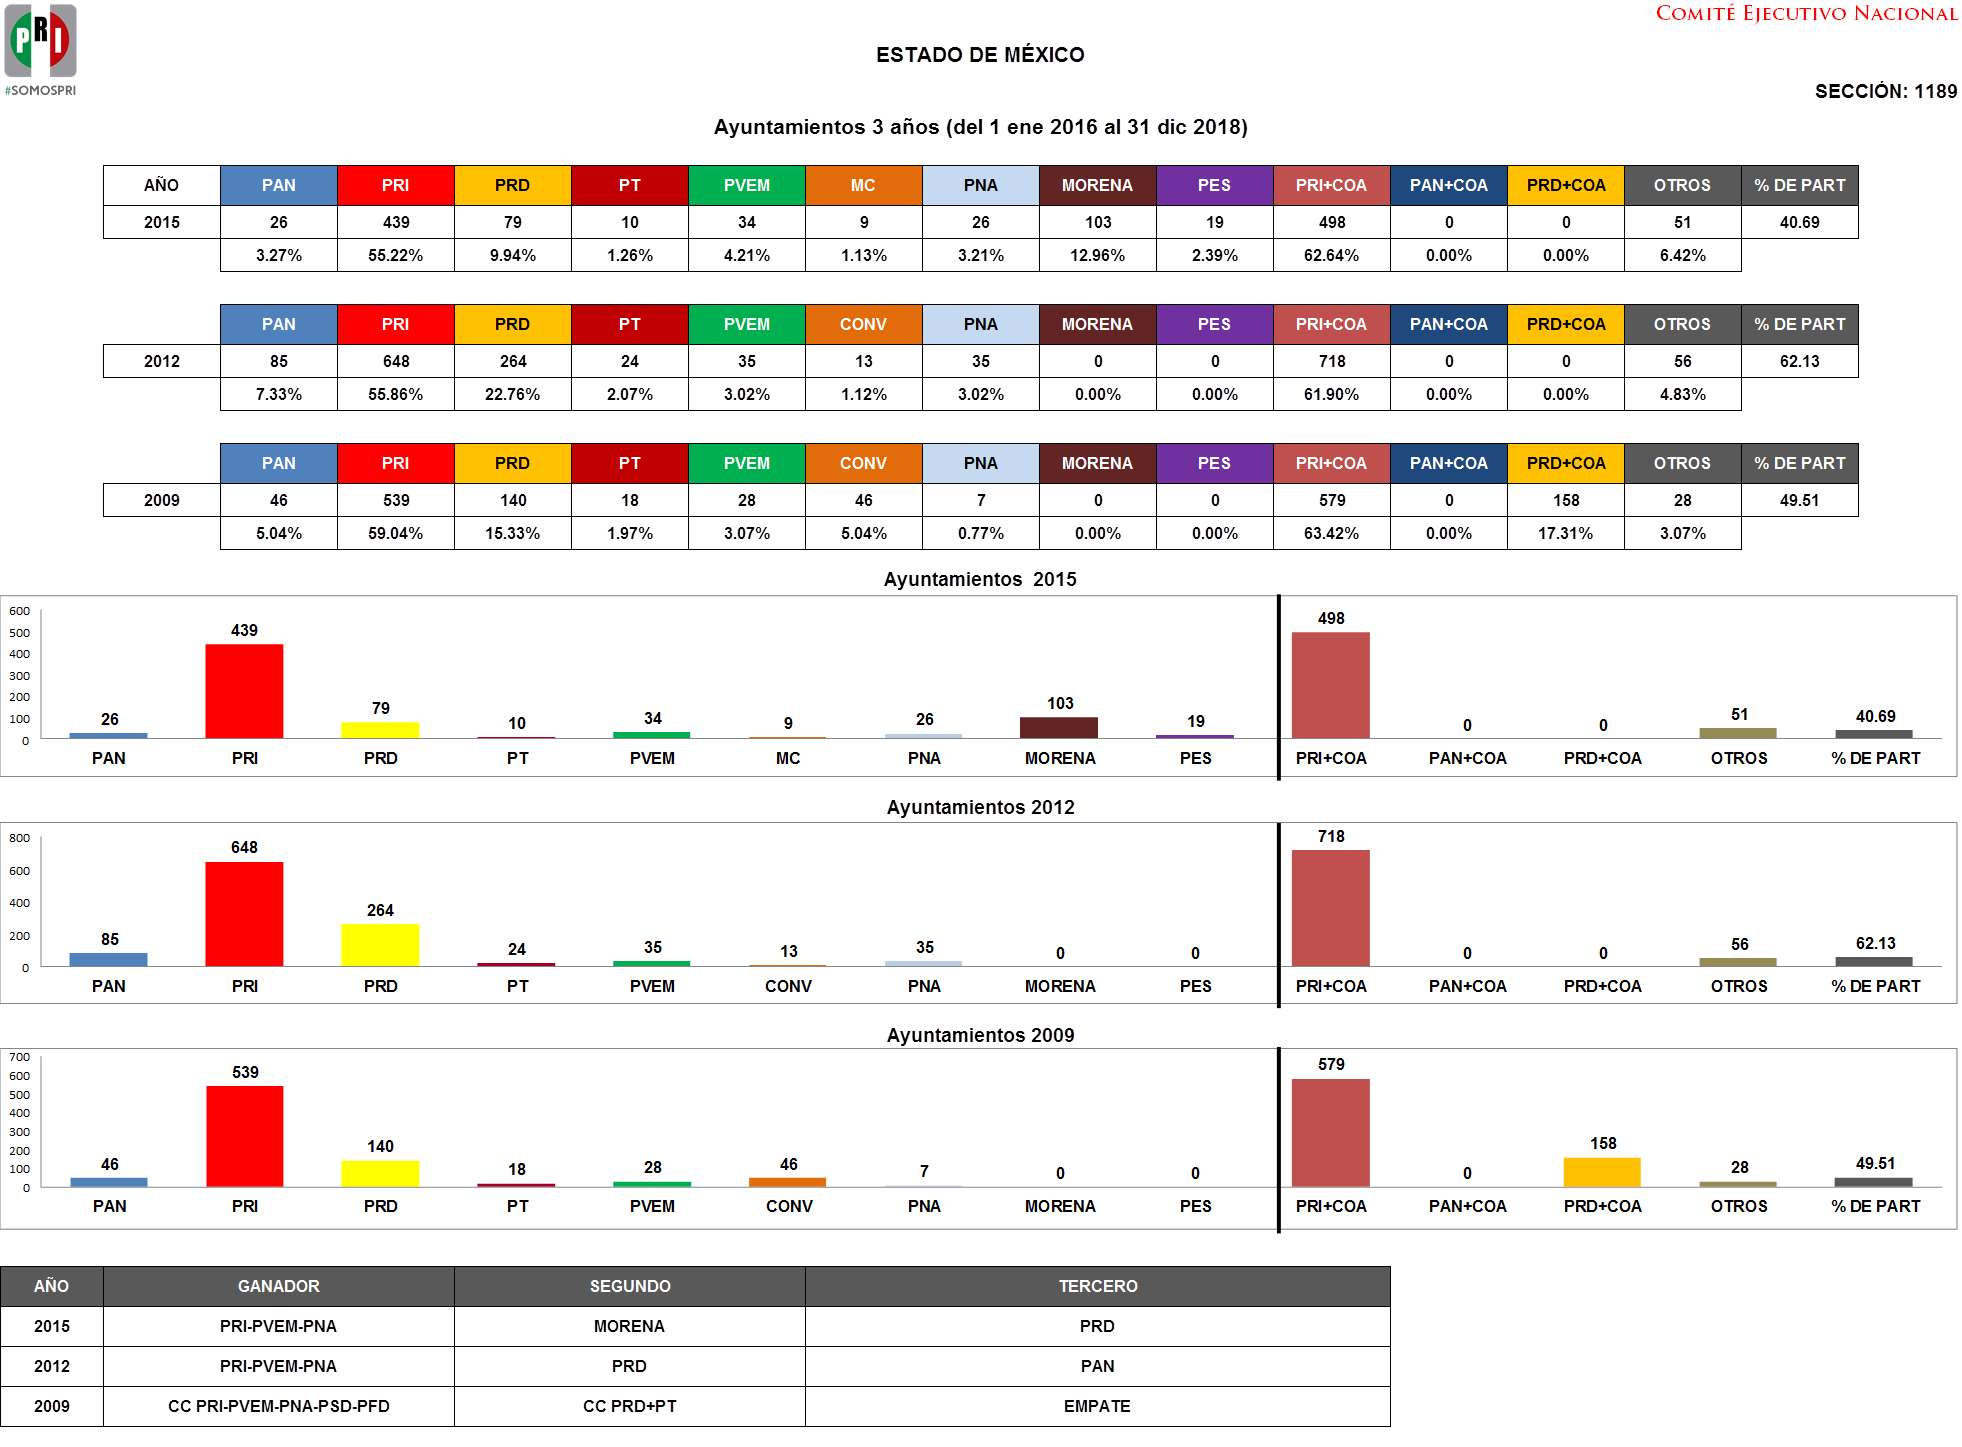 PRI
#SOMOSPRI
COMITÉ EJECUTIVO NACIONAL
ESTADO DE MÉXICO
SECCIÓN: 1189
Ayuntamientos 3 años (del 1 ene 2016 al 31 dic 2018)
AÑO PAN PRI PRD PT PVEM MC PNA MORENA PES PRI+COA PAN+COA PRD+COA OTROS % DE PART
2015 26 439 79 10 34 9 26 103 19 498 0 0 51 40.69
3.27% 55.22% 9.94% 1.26% 4.21% 1.13% 3.21% 12.96% 2.39% 62.64% 0.00% 0.00% 6.42%
PAN PRI PRD PT PVEM CONV PNA MORENA PES PRI+COA PAN+COA PRD+COA OTROS % DE PART
2012 85 648 264 24 35 13 35 0 0 718 0 0 56 62.13
7.33% 55.86% 22.76% 2.07% 3.02% 1.12% 3.02% 0.00% 0.00% 61.90% 0.00% 0.00% 4.83%
PAN PRI PRD PT PVEM CONV PNA MORENA PES PRI+COA PAN+COA PRD+COA OTROS % DE PART
2009 46 539 140 18 28 46 7 0 0 579 0 158 28 49.51
5.04% 59.04% 15.33% 1.97% 3.07% 5.04% 0.77% 0.00% 0.00% 63.42% 0.00% 17.31% 3.07%
Ayuntamientos 2015
600
500
400
300
200
100
0
26 439 79 10 34 9 26 103 19 498 0 0 51 40.69
PAN PRI PRD PT PVEM MC PNA MORENA PES PRI+COA PAN+COA PRD+COA OTROS % DE PART
Ayuntamientos 2012
800
600
400
200
0
85 648 264 24 35 13 35 0 0 718 0 0 56 62.13
PAN PRI PRD PT PVEM CONV PNA MORENA PES PRI+COA PAN+COA PRD+COA OTROS % DE PART
Ayuntamientos 2009
700
600
500
400
300
200
100
0
46 539 140 18 28 46 7 0 0 579 0 158 28 49.51
PAN PRI PRD PT PVEM CONV PNA MORENA PES PRI+COA PAN+COA PRD+COA OTROS % DE PART
AÑO GANADOR SEGUNDO TERCERO
2015 PRI-PVEM-PNA MORENA PRD
2012 PRI-PVEM-PNA PRD PAN
2009 CC PRI-PVEM-PNA-PSD-PFD CC PRD+PT EMPATE